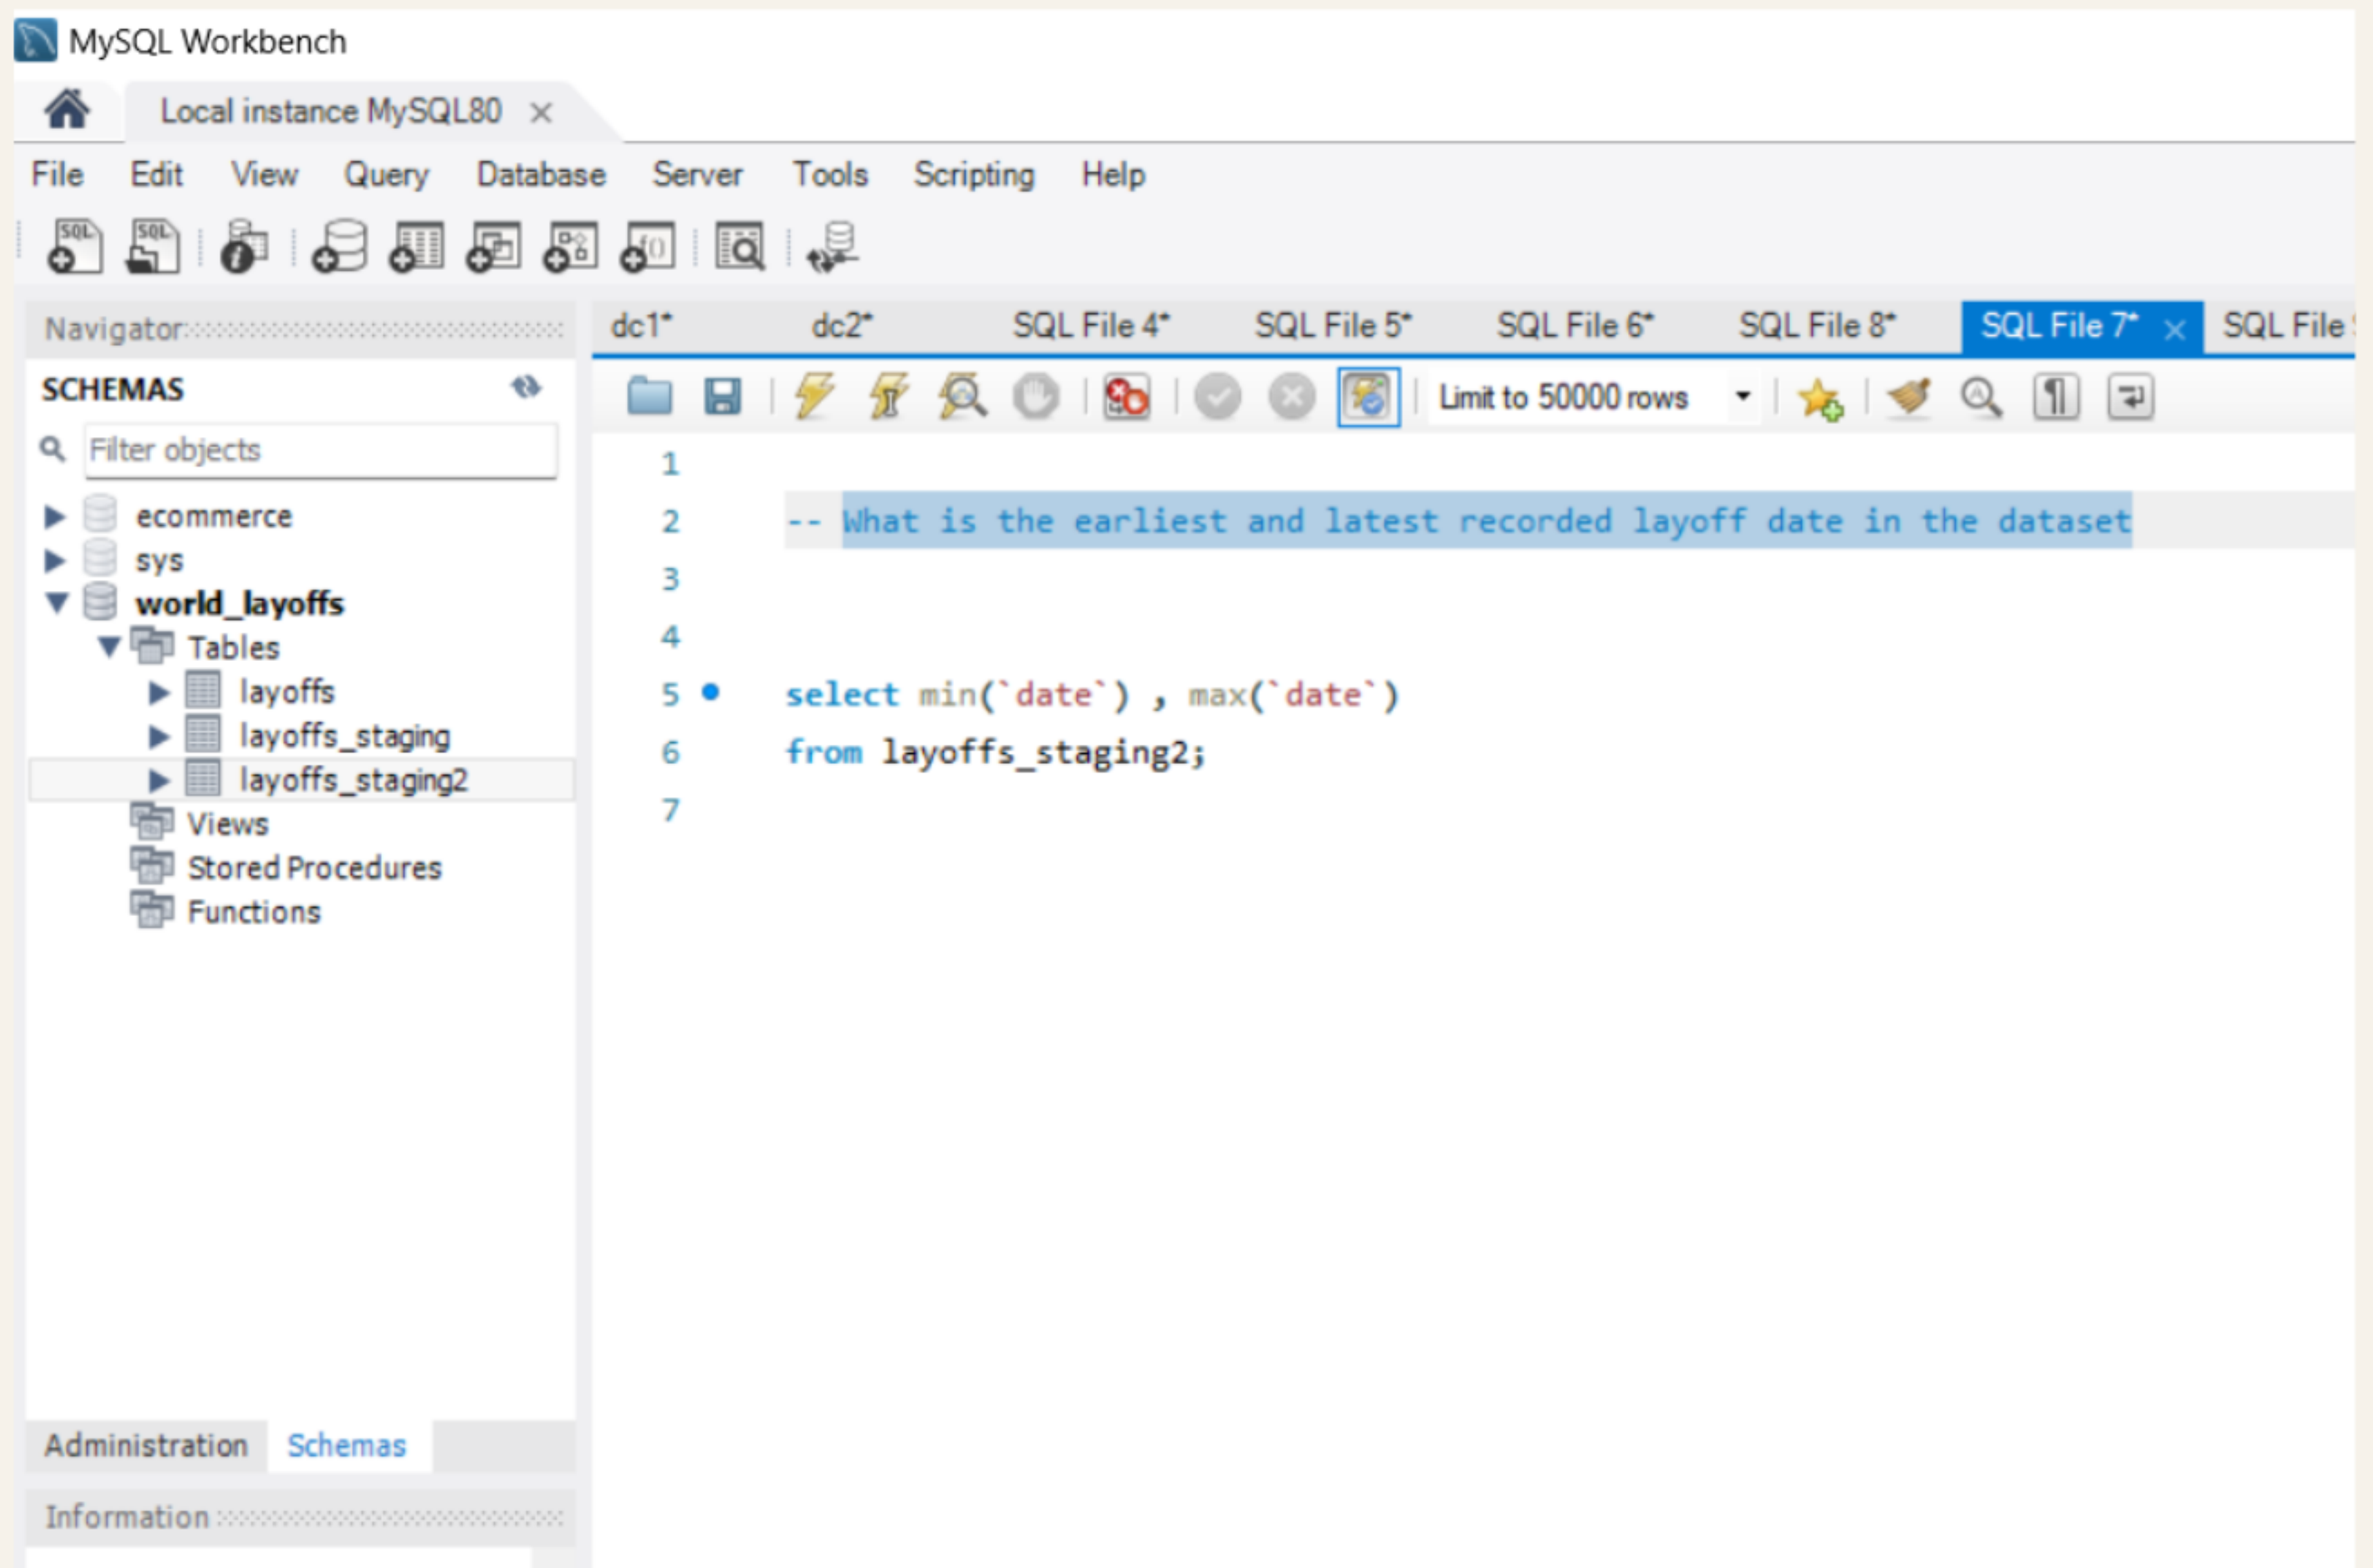 MySQL Workbench
Local instance MySQL80
File Edit View Query Database Server Tools Scripting Help
Navigator
SCHEMAS
Filter objects
ecommerce
sys
world_layoffs
Tables
layoffs
layoffs_staging
layoffs_staging2
Views
Stored Procedures
Functions
Administration Schemas
Information
dc1* dc2* SQL File 4* SQL File 5* SQL File 6* SQL File 8* SQL File 7* SQL File
Limit to 50000 rows
1
2 -- What is the earliest and latest recorded layoff date in the dataset
3
4
5 select min(`date`) , max(`date`)
6 from layoffs_staging2;
7